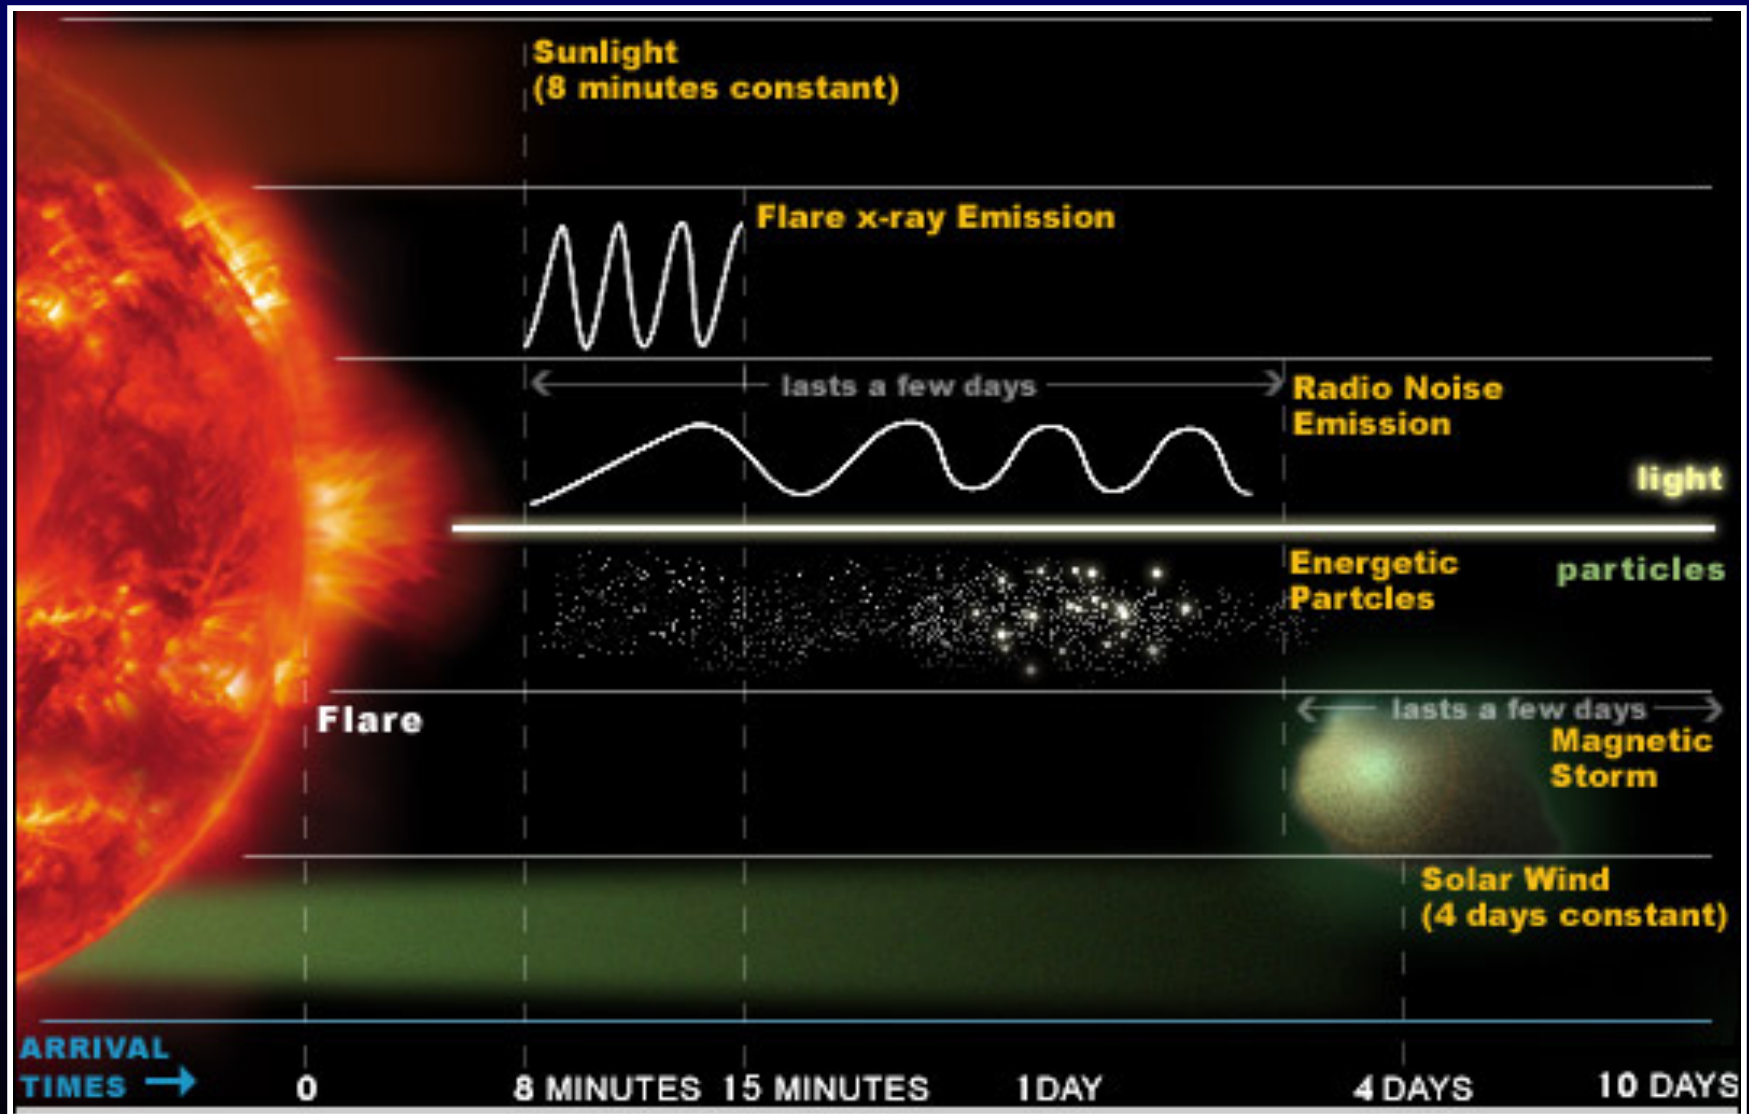 Sunlight
(8 minutes constant)
Flare x-ray Emission
lasts a few days
Radio Noise
Emission
light
Energetic
Partcles
particles
Flare
lasts a few days
Magnetic
Storm
Solar Wind
(4 days constant)
ARRIVAL
TIMES
0
8 MINUTES
15 MINUTES
1DAY
4 DAYS
10 DAYS